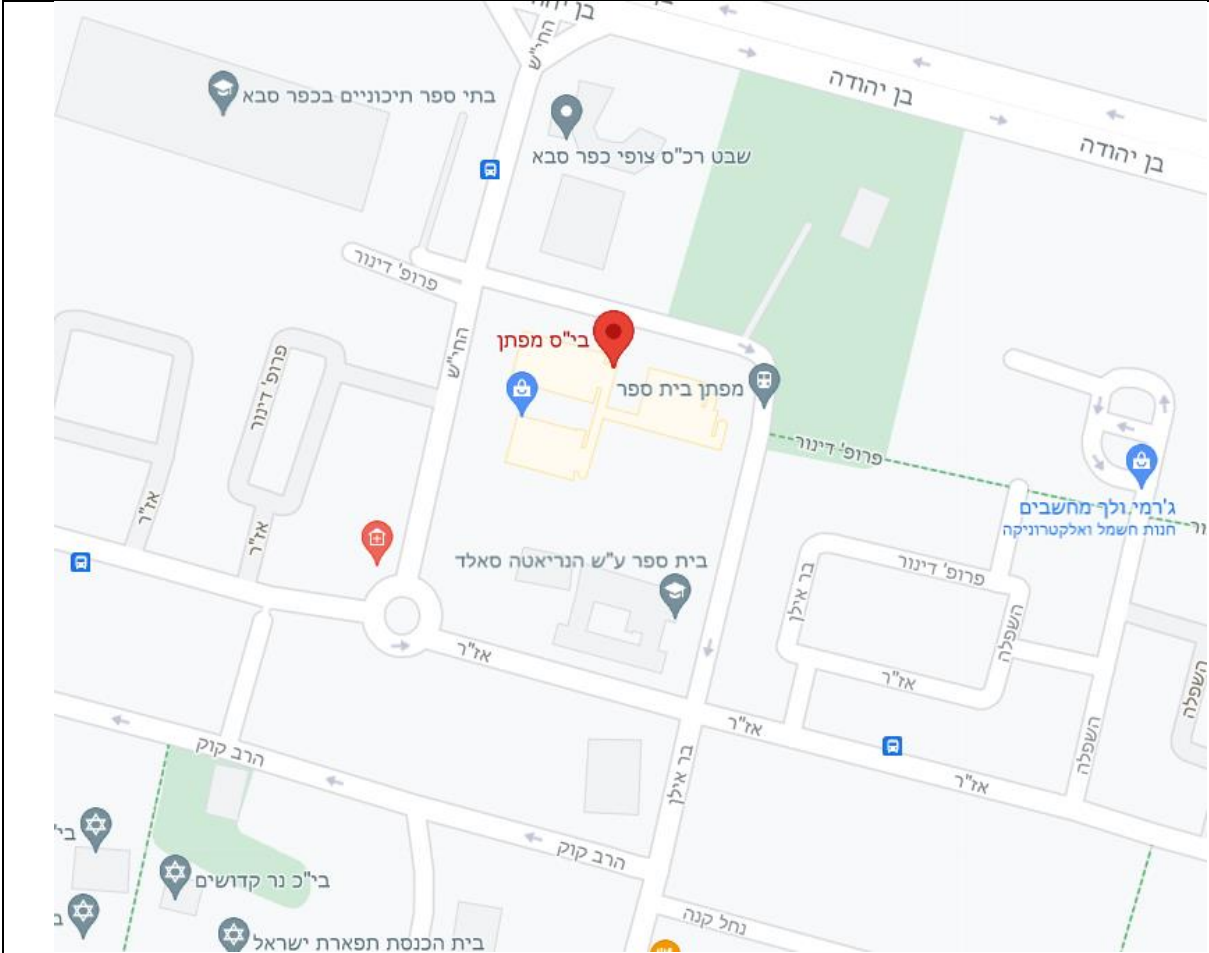 בן יהודה
החי"ש
בתי ספר תיכוניים בכפר סבא
בן יהודה
בן יהודה
שבט רכ"ס צופי כפר סבא
פרופ' דינור
החי"ש
בי"ס מפתן
מפתן בית ספר
פרופ' דינור
פרופ' דינור
אז"ר
אז"ר
ג'רמי ולך מחשבים
חנות חשמל ואלקטרוניקה
בית ספר ע"ש הנריאטה סאלד
פרופ' דינור
בר אילן
השפלה
אז"ר
אז"ר
אז"ר
השפלה
השפלה
אז"ר
בר אילן
הרב קוק
הרב קוק
בי"כ נר קדושים
נחל קנה
בית הכנסת תפארת ישראל